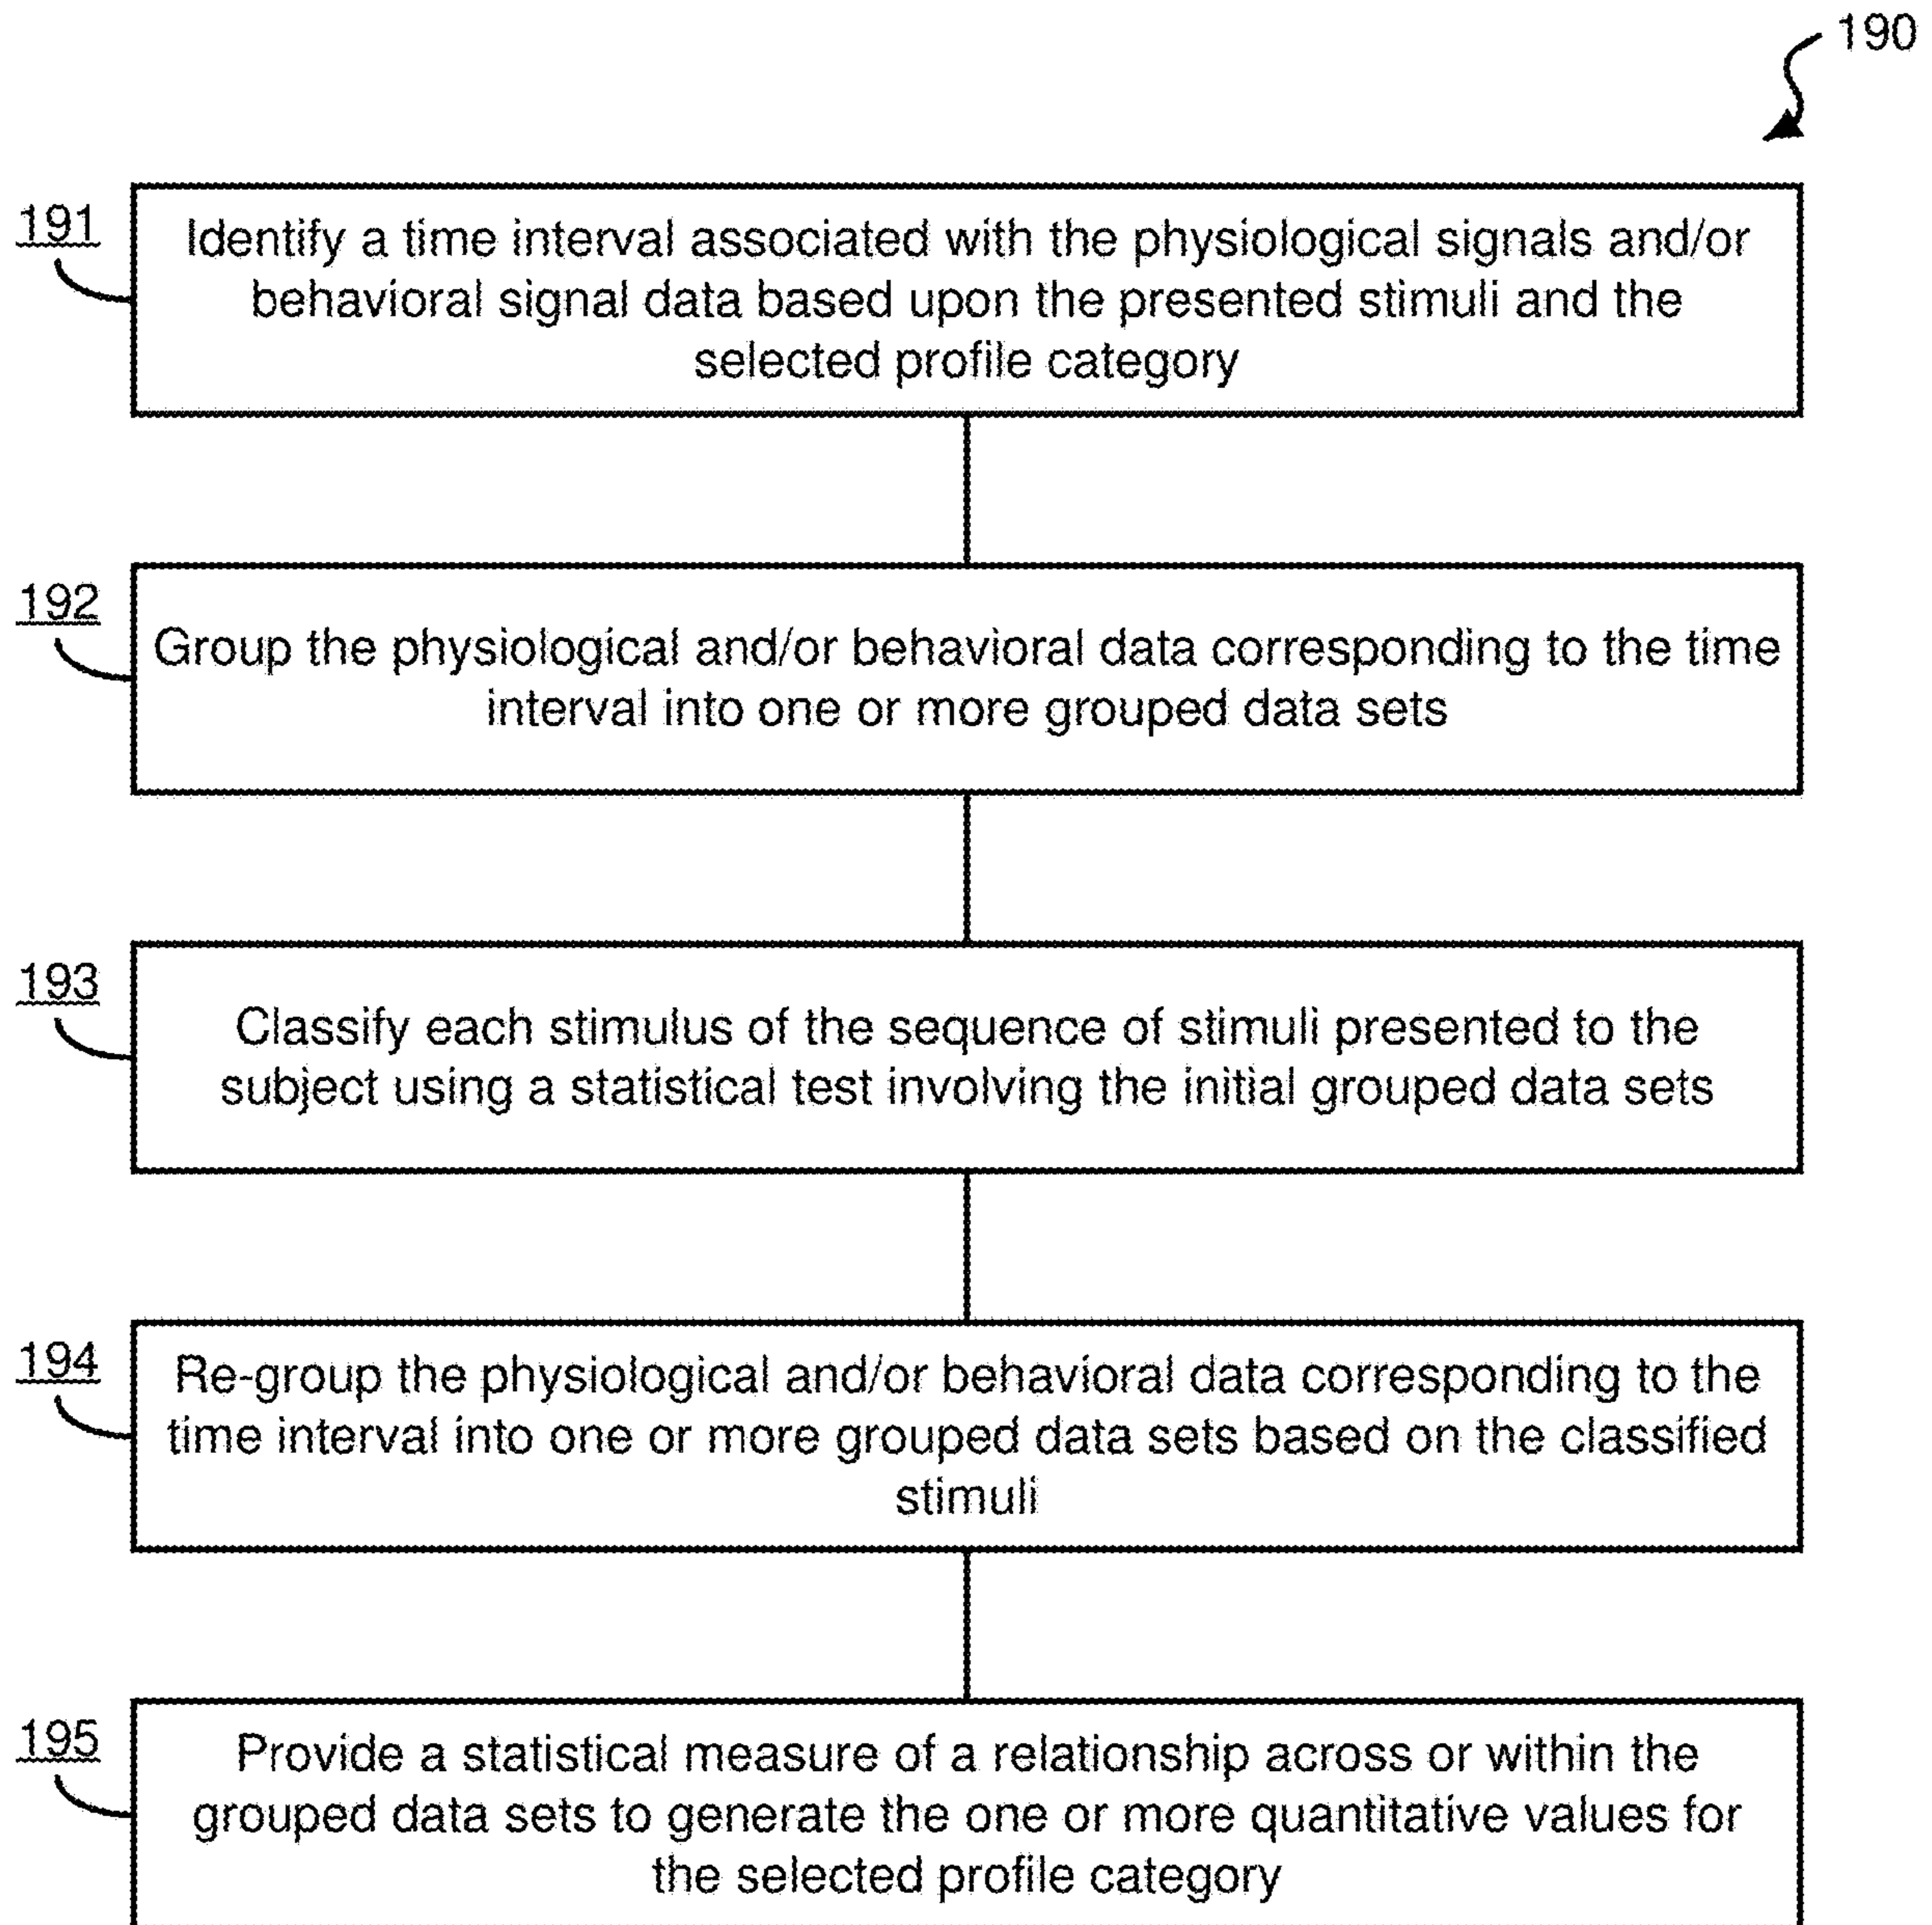 190
191
Identify a time interval associated with the physiological signals and/or
behavioral signal data based upon the presented stimuli and the
selected profile category
192
Group the physiological and/or behavioral data corresponding to the time
interval into one or more grouped data sets
193
Classify each stimulus of the sequence of stimuli presented to the
subject using a statistical test involving the initial grouped data sets
194
Re-group the physiological and/or behavioral data corresponding to the
time interval into one or more grouped data sets based on the classified
stimuli
195
Provide a statistical measure of a relationship across or within the
grouped data sets to generate the one or more quantitative values for
the selected profile category